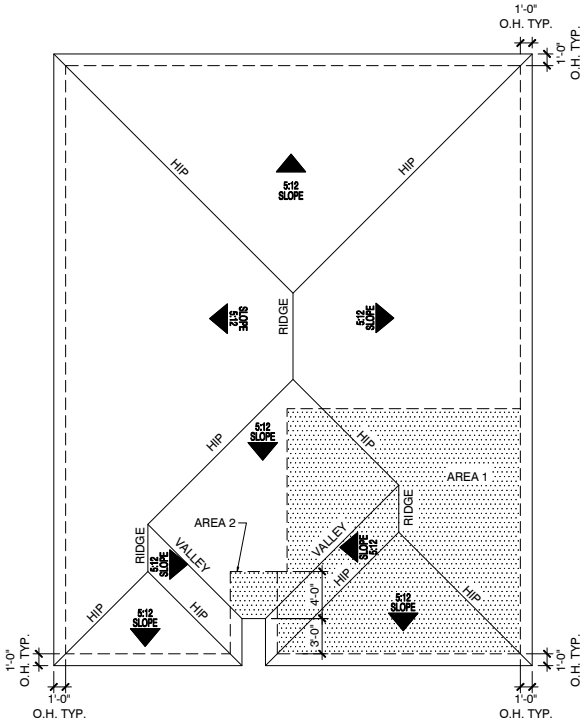 1'-0"
O.H. TYP.
1'-0"
O.H. TYP.
HIP
HIP
5:12
SLOPE
5:12
SLOPE
RIDGE
5:12
SLOPE
5:12
SLOPE
HIP
HIP
AREA 1
AREA 2
RIDGE
5:12
SLOPE
VALLEY
VALLEY
5:12
SLOPE
RIDGE
HIP
HIP
5:12
SLOPE
HIP
4'-0"
3'-0"
5:12
SLOPE
HIP
1'-0"
O.H. TYP.
1'-0"
O.H. TYP.
1'-0"
O.H. TYP.
1'-0"
O.H. TYP.